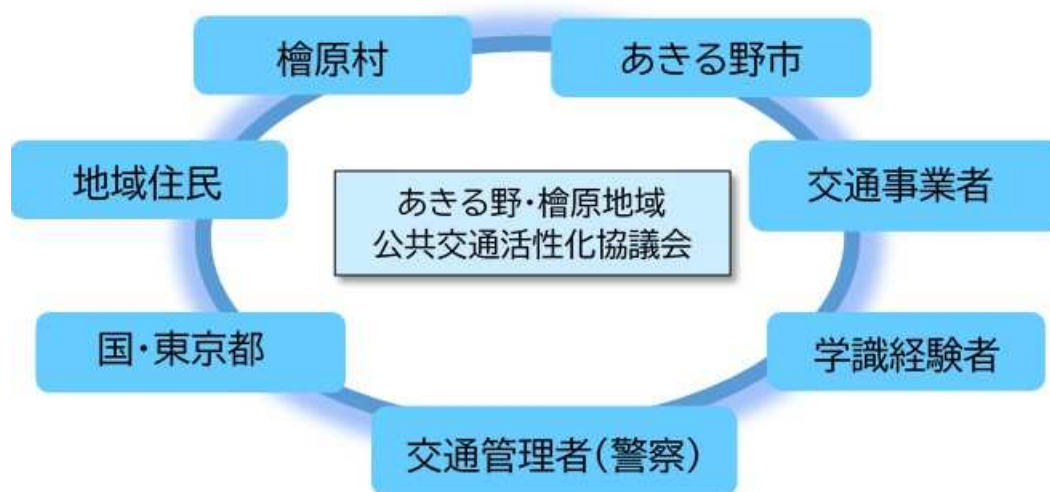 檜原村
あきる野市
地域住民
交通事業者
あきる野・檜原地域
公共交通活性化協議会
国・東京都
学識経験者
交通管理者(警察)